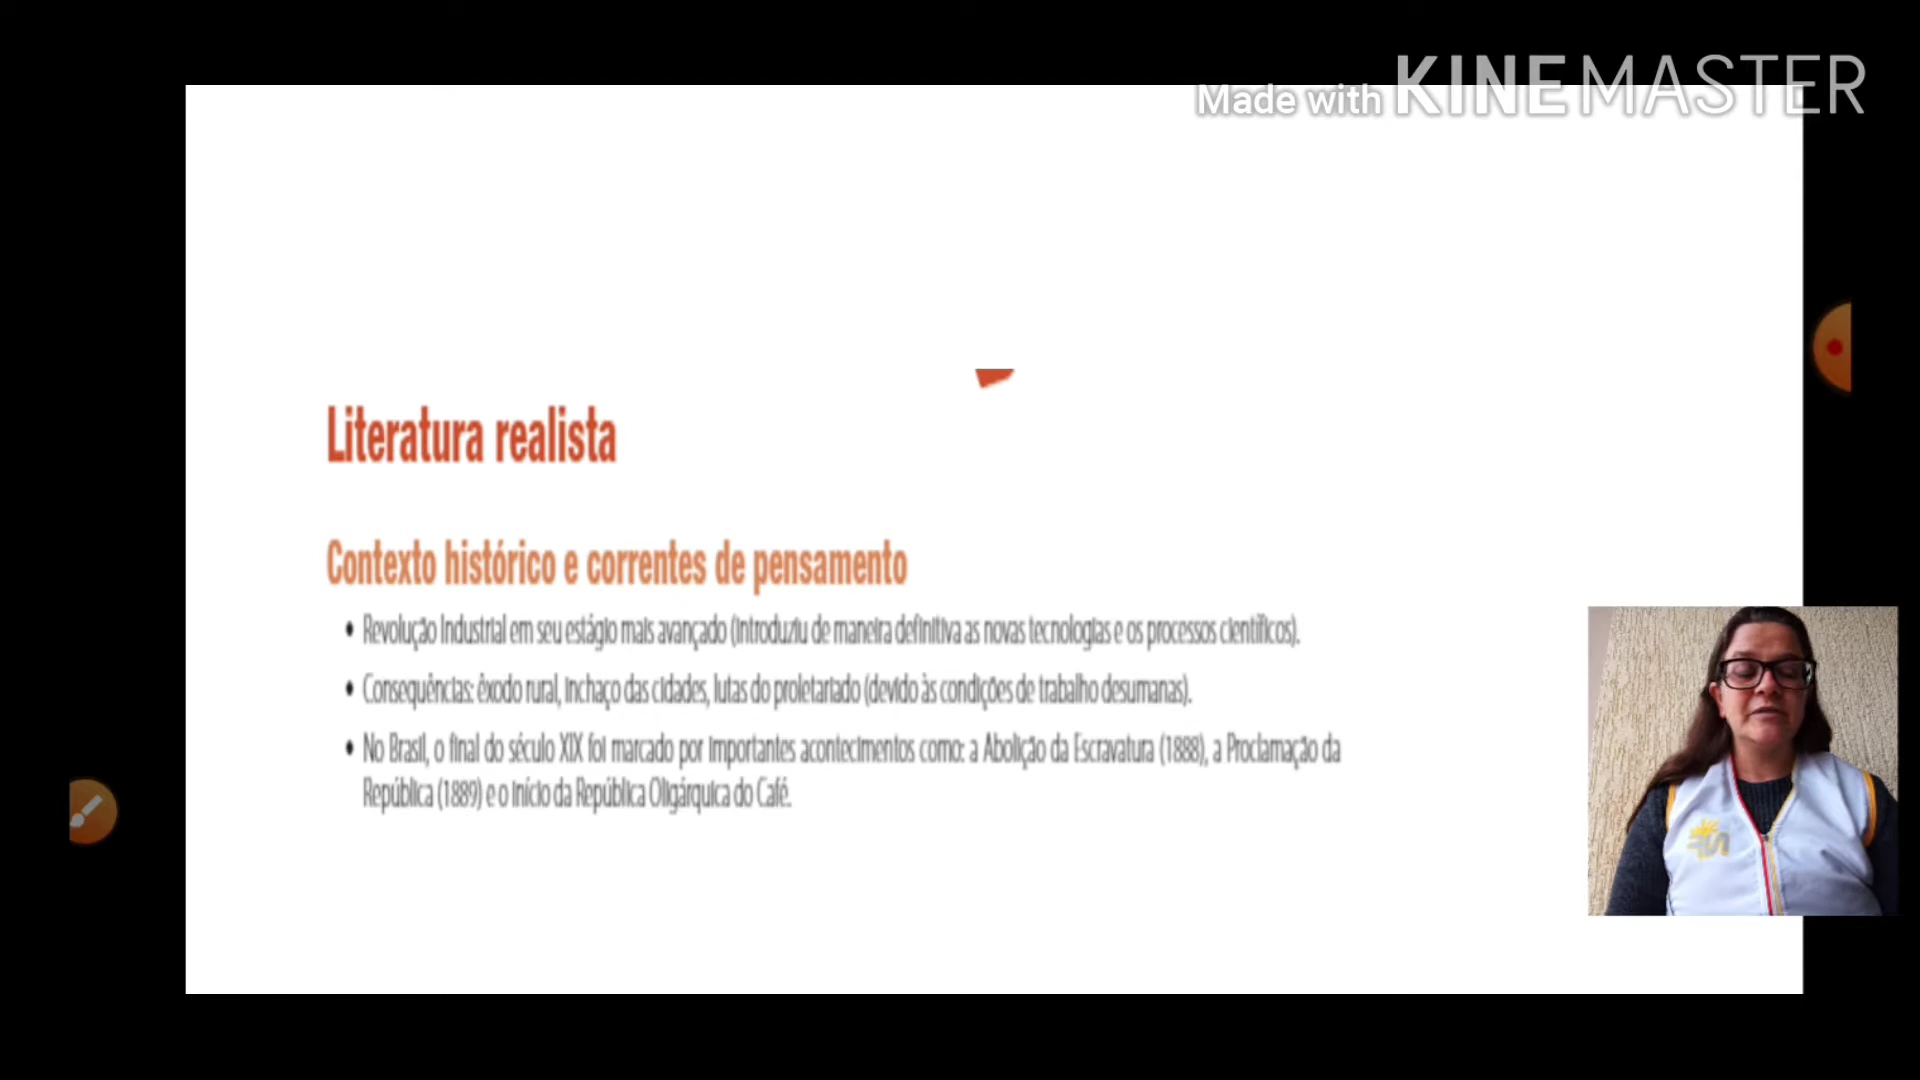 Made with KINEMASTER
Literatura realista
Contexto histórico e correntes de pensamento
• Revolução Industrial em seu estágio mais avançado (introduziu de maneira definitiva as novas tecnologias e os processos científicos).
• Consequências: êxodo rural, inchaço das cidades, lutas do proletariado (devido às condições de trabalho desumanas).
• No Brasil, o final do século XIX foi marcado por importantes acontecimentos como: a Abolição da Escravatura (1888), a Proclamação da
República (1889) e o início da República Oligárquica do Café.